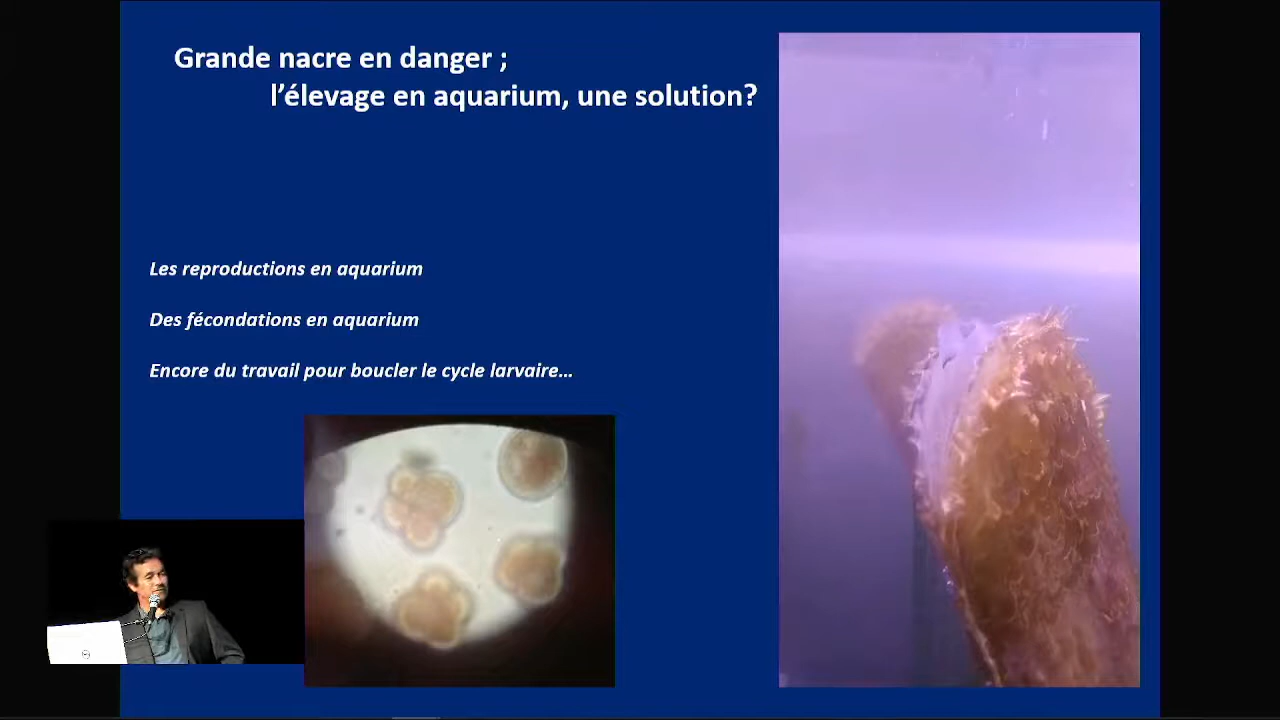 Grande nacre en danger ;
l'élevage en aquarium, une solution?
Les reproductions en aquarium
Des fécondations en aquarium
Encore du travail pour boucler le cycle larvaire...